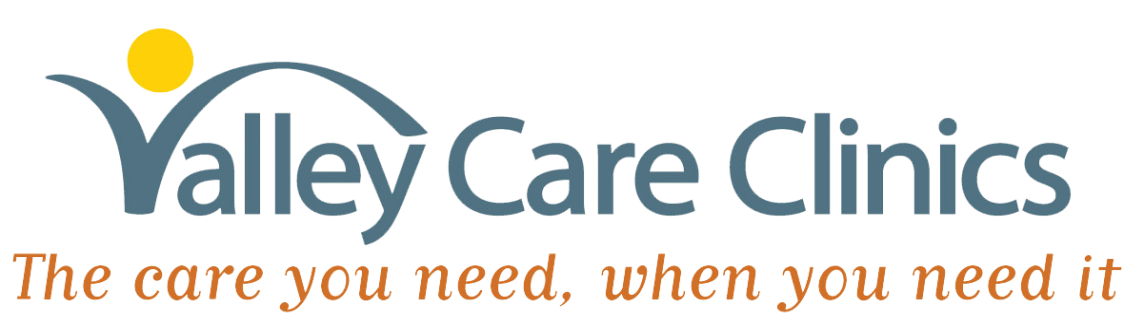 Valley Care Clinics
The care you need, when you need it